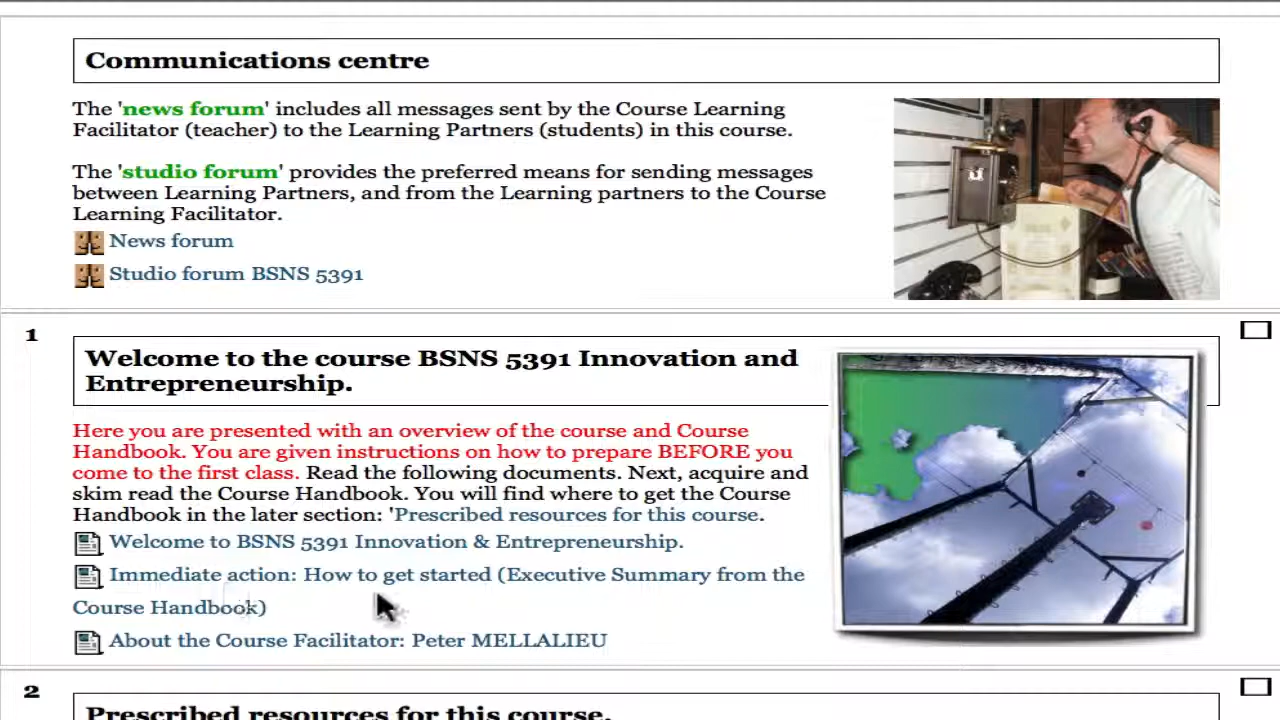 Communications centre
The 'news forum' includes all messages sent by the Course Learning
Facilitator (teacher) to the Learning Partners (students) in this course.
The 'studio forum' provides the preferred means for sending messages
between Learning Partners, and from the Learning partners to the Course
Learning Facilitator.
News forum
Studio forum BSNS 5391
1
Welcome to the course BSNS 5391 Innovation and
Entrepreneurship.
Here you are presented with an overview of the course and Course
Handbook. You are given instructions on how to prepare BEFORE you
come to the first class. Read the following documents. Next, acquire and
skim read the Course Handbook. You will find where to get the Course
Handbook in the later section: 'Prescribed resources for this course.
Welcome to BSNS 5391 Innovation & Entrepreneurship.
Immediate action: How to get started (Executive Summary from the
Course Handbook)
About the Course Facilitator: Peter MELLALIEU
2
Prescribed resources for this course.